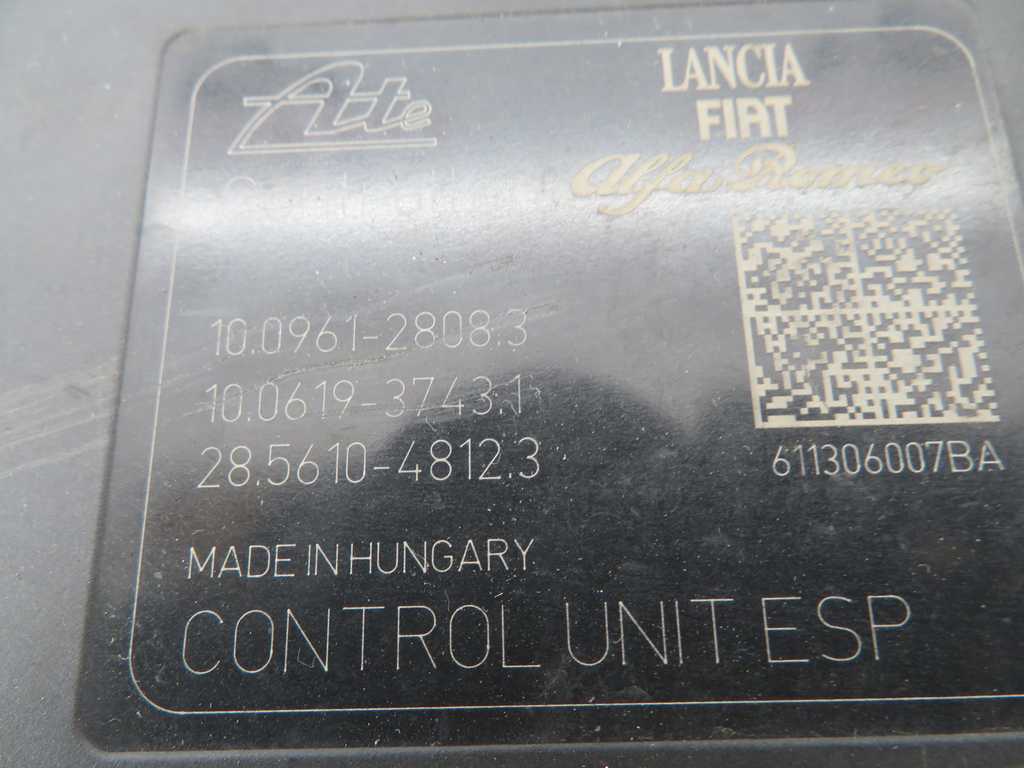 Ate
LANCIA
FIAT
Alfa Romeo
10.0961-2808.3
10.0619-3743.1
28.5610-4812.3
611306007BA
MADE IN HUNGARY
CONTROL UNIT ESP